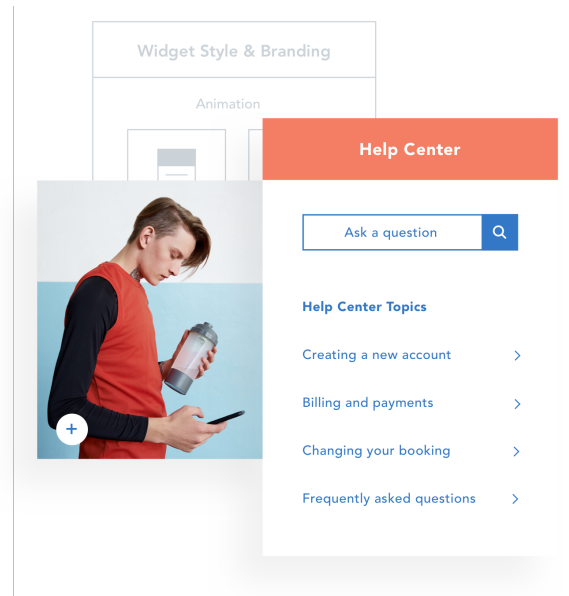 Widget Style & Branding
Animation
Help Center
Ask a question
Help Center Topics
Creating a new account
Billing and payments
Changing your booking
Frequently asked questions